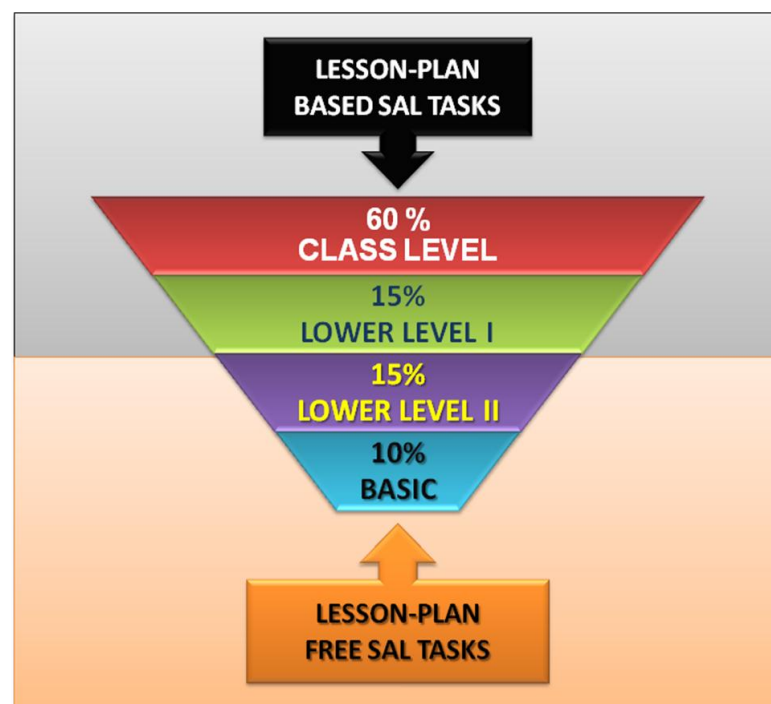 LESSON-PLAN
BASED SAL TASKS
60 %
CLASS LEVEL
15%
LOWER LEVEL I
15%
LOWER LEVEL II
10%
BASIC
LESSON-PLAN
FREE SAL TASKS